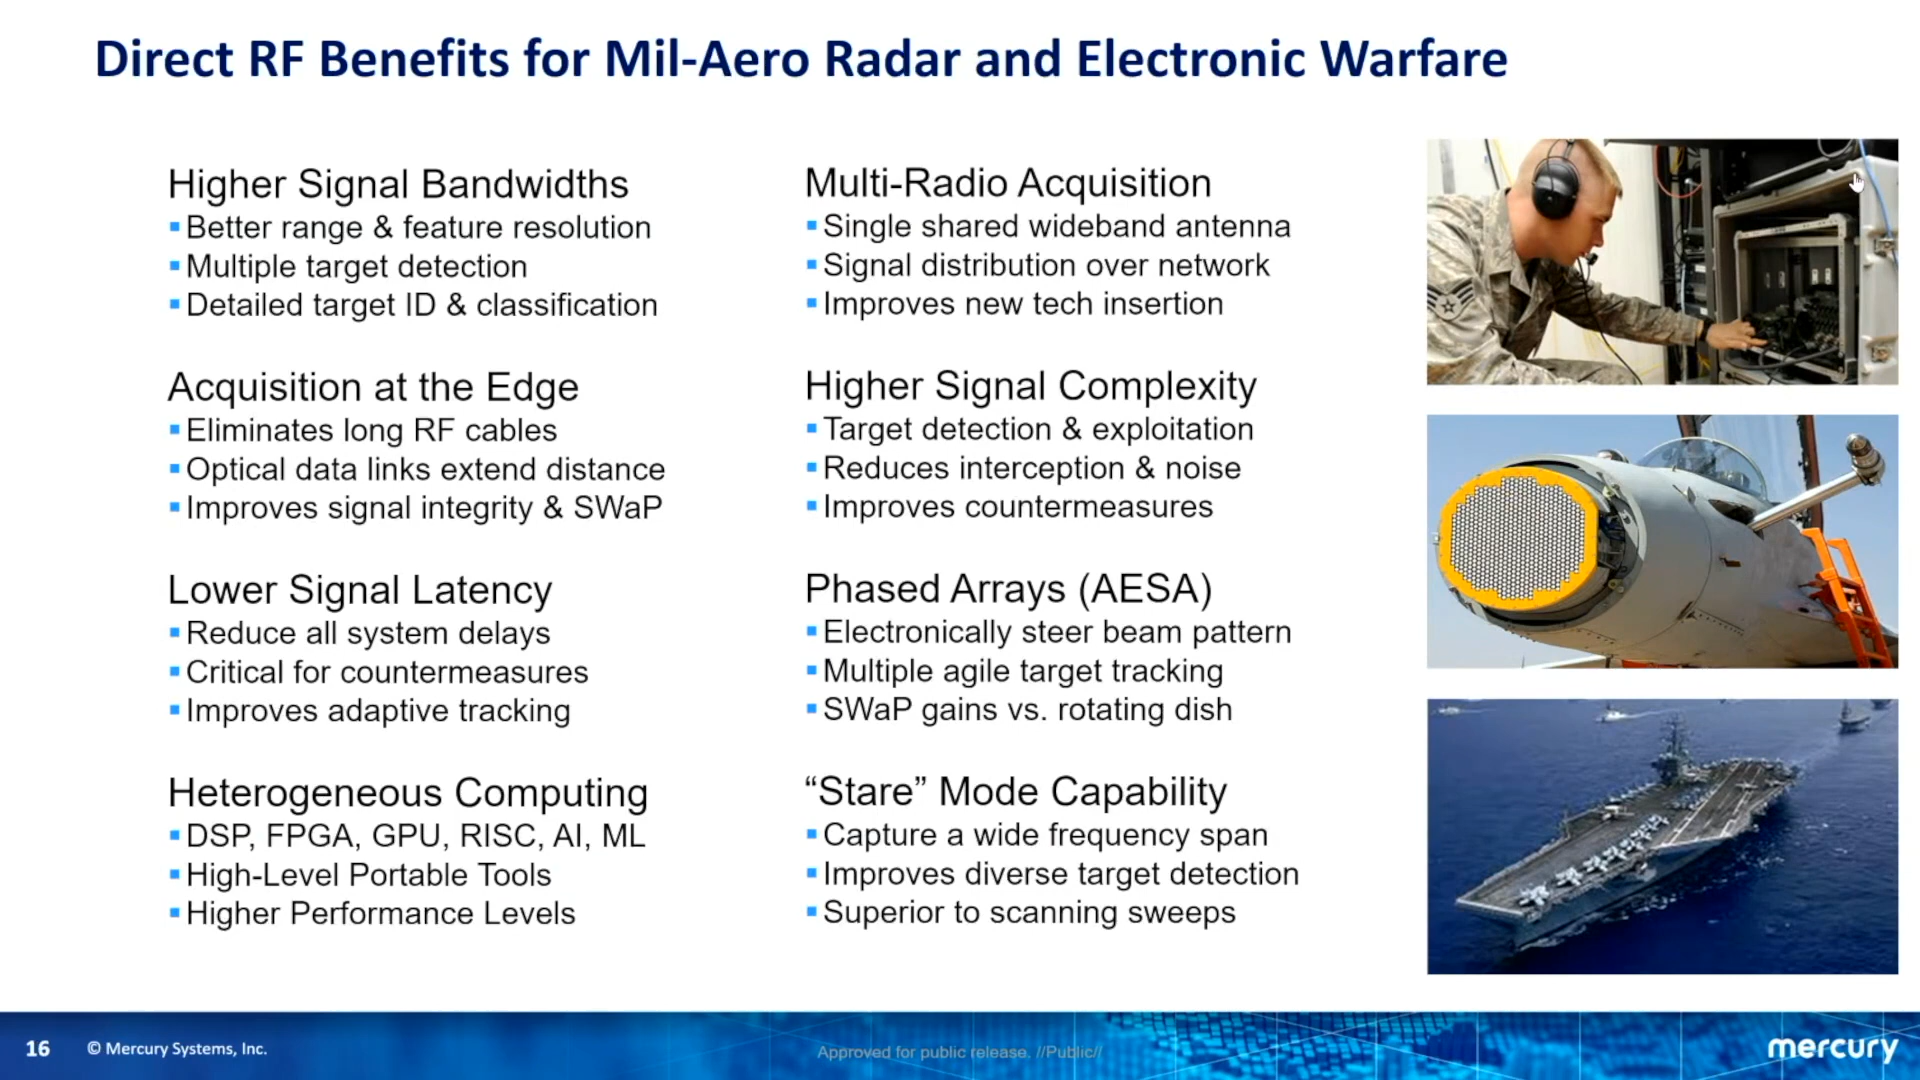 Direct RF Benefits for Mil-Aero Radar and Electronic Warfare
Higher Signal Bandwidths
▪Better range & feature resolution
▪Multiple target detection
▪Detailed target ID & classification
Acquisition at the Edge
▪Eliminates long RF cables
▪Optical data links extend distance
▪Improves signal integrity & SWaP
Lower Signal Latency
▪Reduce all system delays
▪Critical for countermeasures
▪Improves adaptive tracking
Heterogeneous Computing
▪DSP, FPGA, GPU, RISC, AI, ML
▪High-Level Portable Tools
▪Higher Performance Levels
Multi-Radio Acquisition
▪Single shared wideband antenna
▪Signal distribution over network
▪Improves new tech insertion
Higher Signal Complexity
▪Target detection & exploitation
▪Reduces interception & noise
▪Improves countermeasures
Phased Arrays (AESA)
▪Electronically steer beam pattern
▪Multiple agile target tracking
▪SWaP gains vs. rotating dish
“Stare” Mode Capability
▪Capture a wide frequency span
▪Improves diverse target detection
▪Superior to scanning sweeps
16
© Mercury Systems, Inc.
Approved for public release. //Public//
mercury